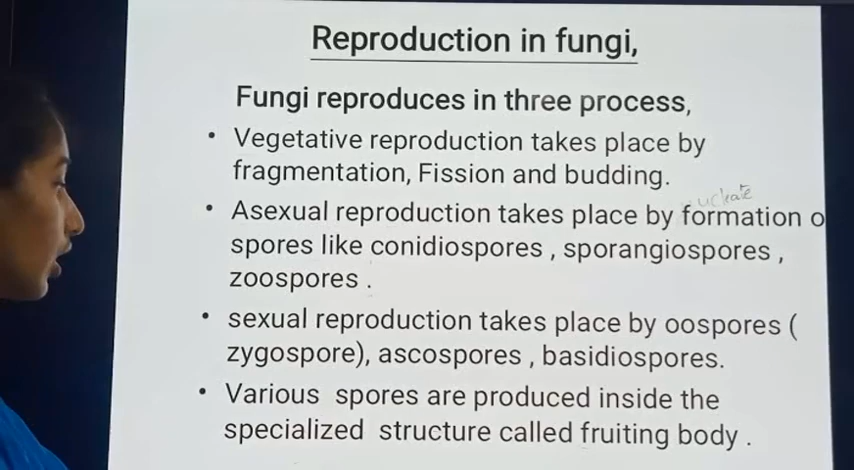 Reproduction in fungi,
Fungi reproduces in three process,
• Vegetative reproduction takes place by
fragmentation, Fission and budding.
• Asexual reproduction takes place by formation o
spores like conidiospores , sporangiospores ,
zoospores .
• sexual reproduction takes place by oospores (
zygospore), ascospores , basidiospores.
• Various spores are produced inside the
specialized structure called fruiting body .